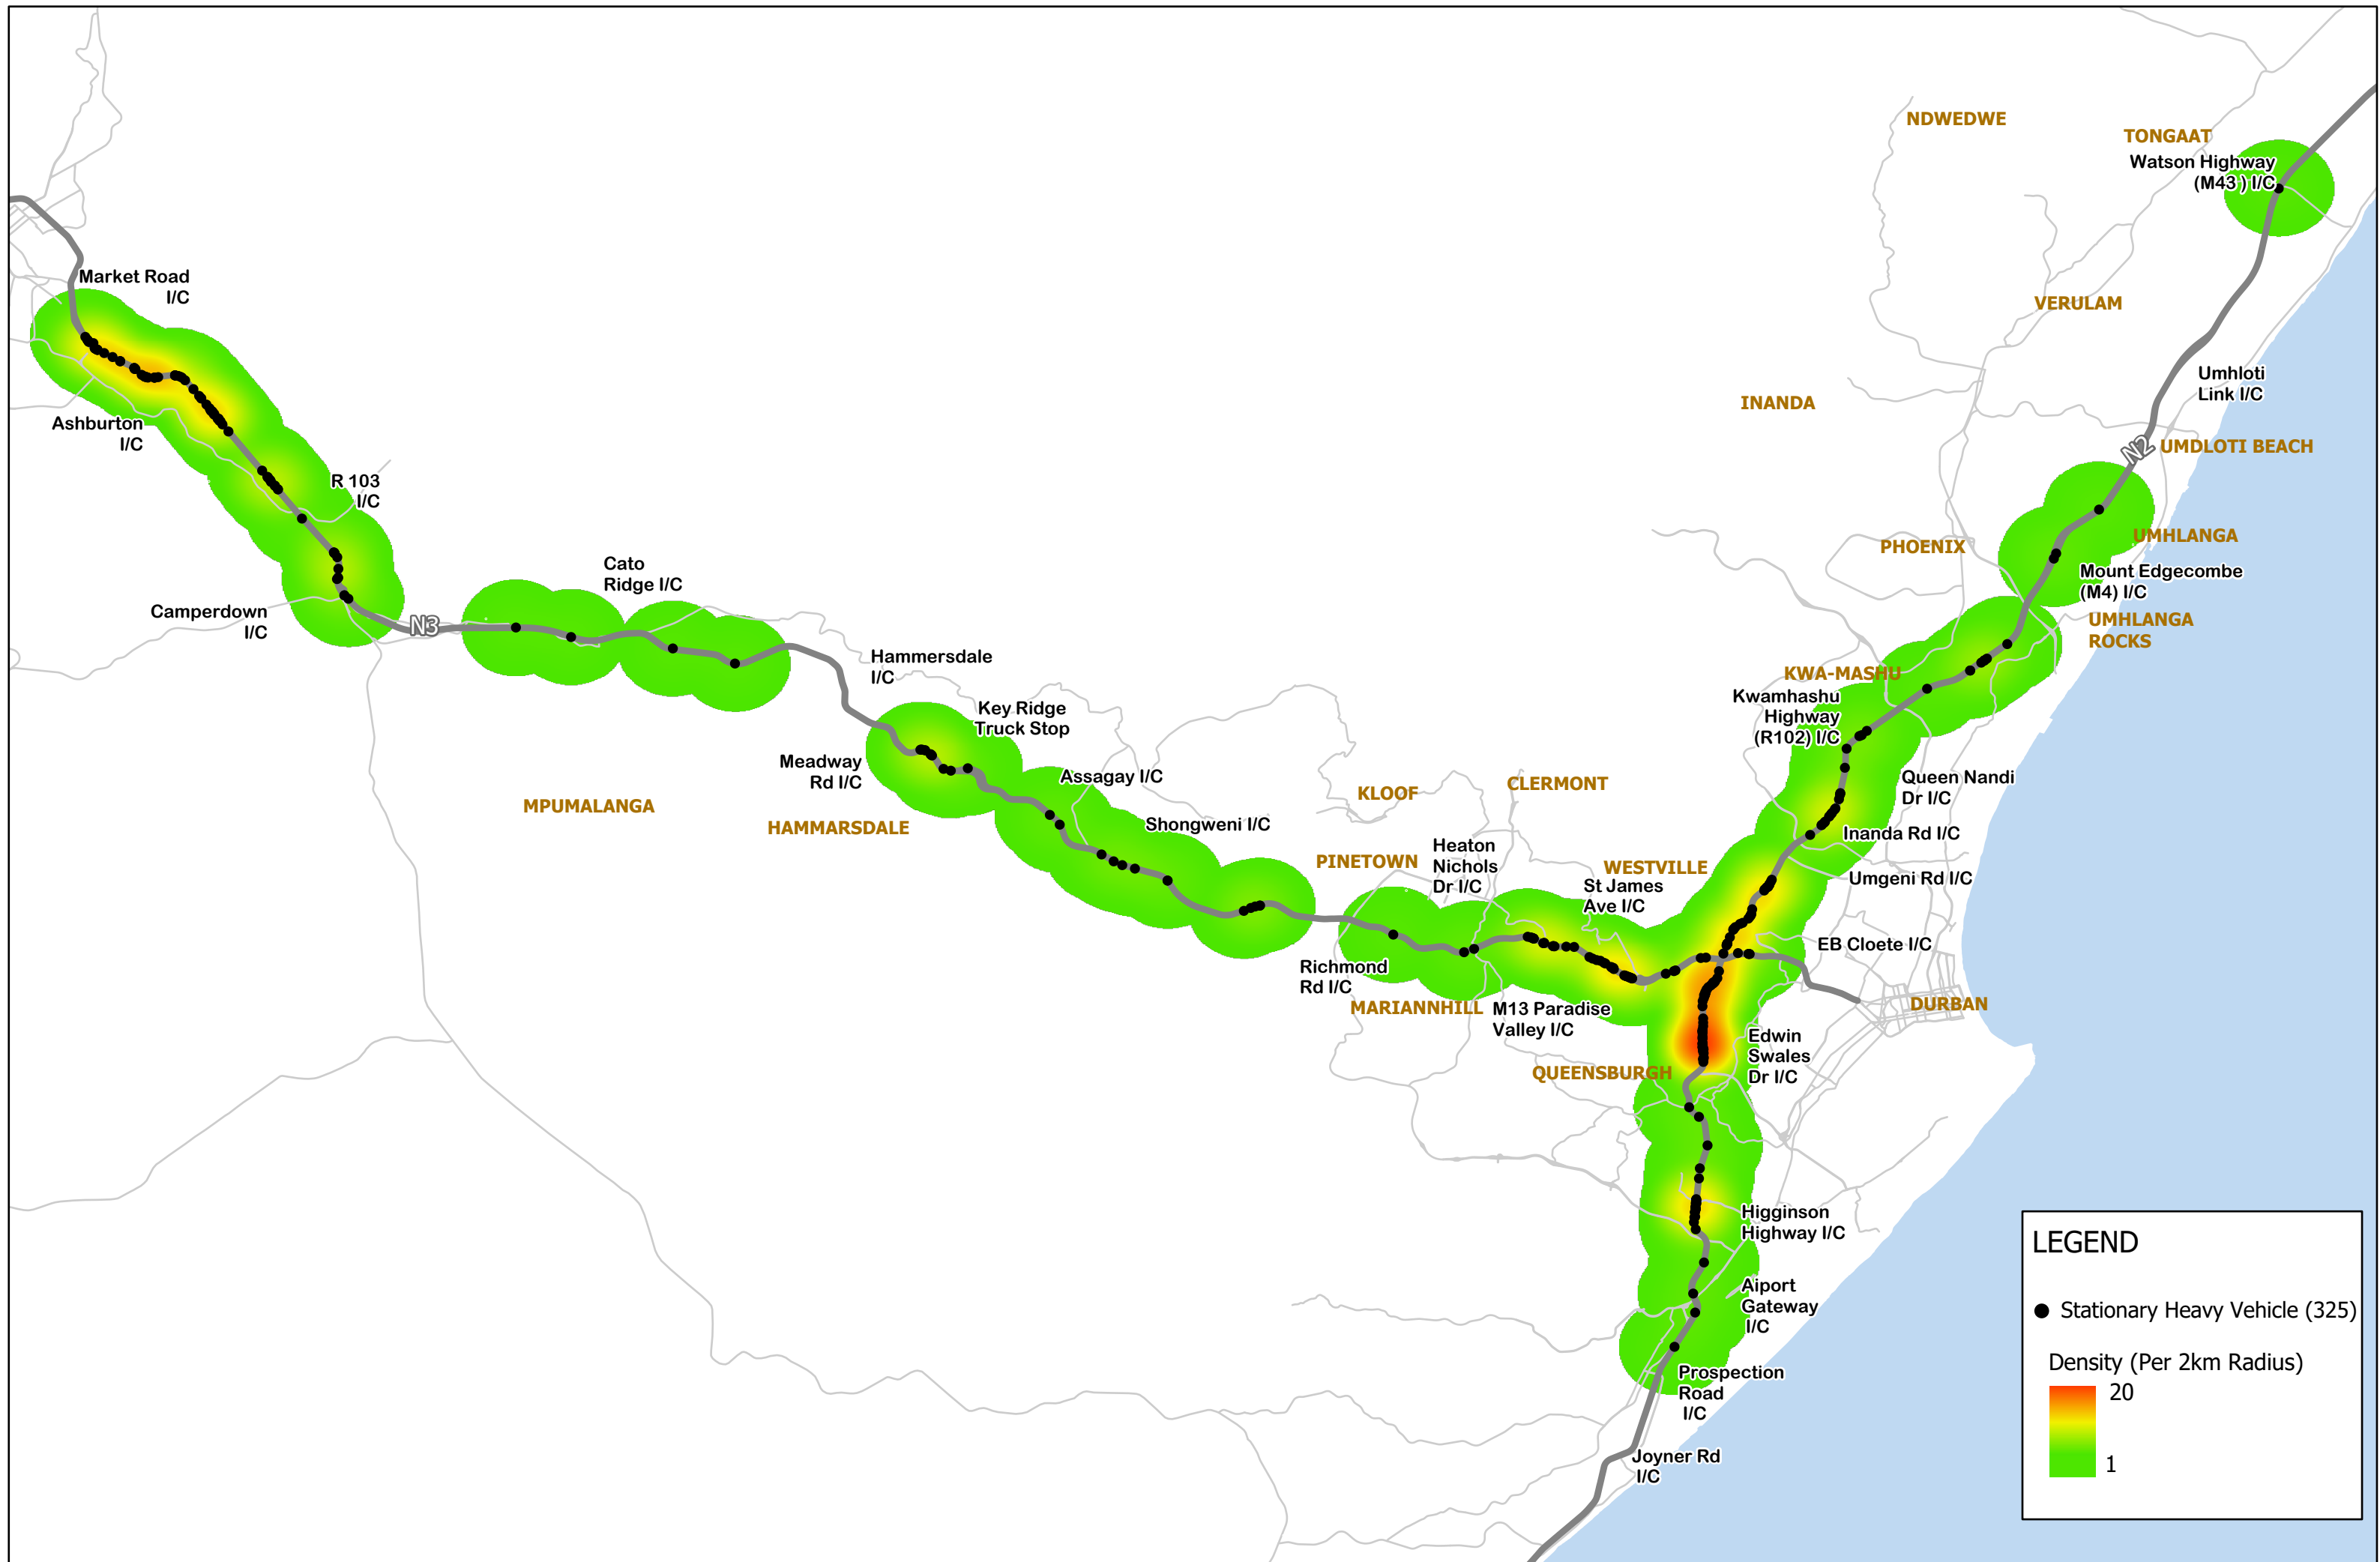 NDWEDWE
TONGAAT
Watson Highway
(M43 ) I/C
Market Road
I/C
VERULAM
Umhloti
Link I/C
INANDA
Ashburton
I/C
N2
UMDLOTI BEACH
R 103
I/C
UMHLANGA
PHOENIX
Cato
Ridge I/C
Mount Edgecombe
(M4) I/C
Camperdown
I/C
N3
UMHLANGA
ROCKS
Hammersdale
I/C
KWA-MASHU
Kwamhashu
Highway
(R102) I/C
Key Ridge
Truck Stop
Meadway
Rd I/C
Assagay I/C
Queen Nandi
Dr I/C
KLOOF
CLERMONT
MPUMALANGA
HAMMARSDALE
Shongweni I/C
Inanda Rd I/C
Heaton
Nichols
Dr I/C
PINETOWN
WESTVILLE
Umgeni Rd I/C
St James
Ave I/C
EB Cloete I/C
Richmond
Rd I/C
MARIANNHILL
M13 Paradise
Valley I/C
DURBAN
Edwin
Swales
Dr I/C
QUEENSBURGH
Higginson
Highway I/C
Aiport
Gateway
I/C
Prospection
Road
I/C
Joyner Rd
I/C
LEGEND
Stationary Heavy Vehicle (325)
Density (Per 2km Radius)
20
1